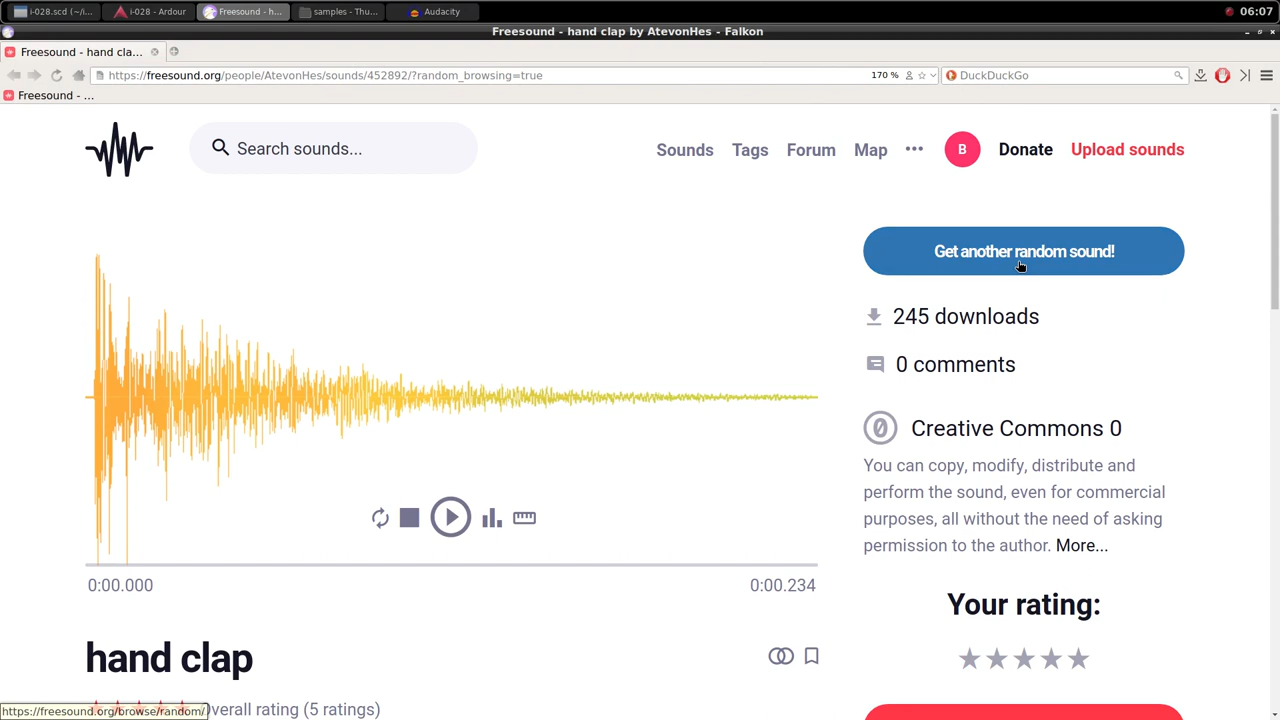 i-028.scd (~/i...
i-028 - Ardour
Freesound - h...
samples - Thu...
Audacity
06:07
Freesound - hand clap by AtevonHes - Falkon
Freesound - hand cla...
https://freesound.org/people/AtevonHes/sounds/452892/?random_browsing=true
170 %
DuckDuckGo
Freesound - ...
Search sounds...
Sounds
Tags
Forum
Map
B
Donate
Upload sounds
Get another random sound!
245 downloads
0 comments
Creative Commons 0
You can copy, modify, distribute and
perform the sound, even for commercial
purposes, all without the need of asking
permission to the author. More...
0:00.000
0:00.234
Your rating:
hand clap
Overall rating (5 ratings)
https://freesound.org/browse/random/